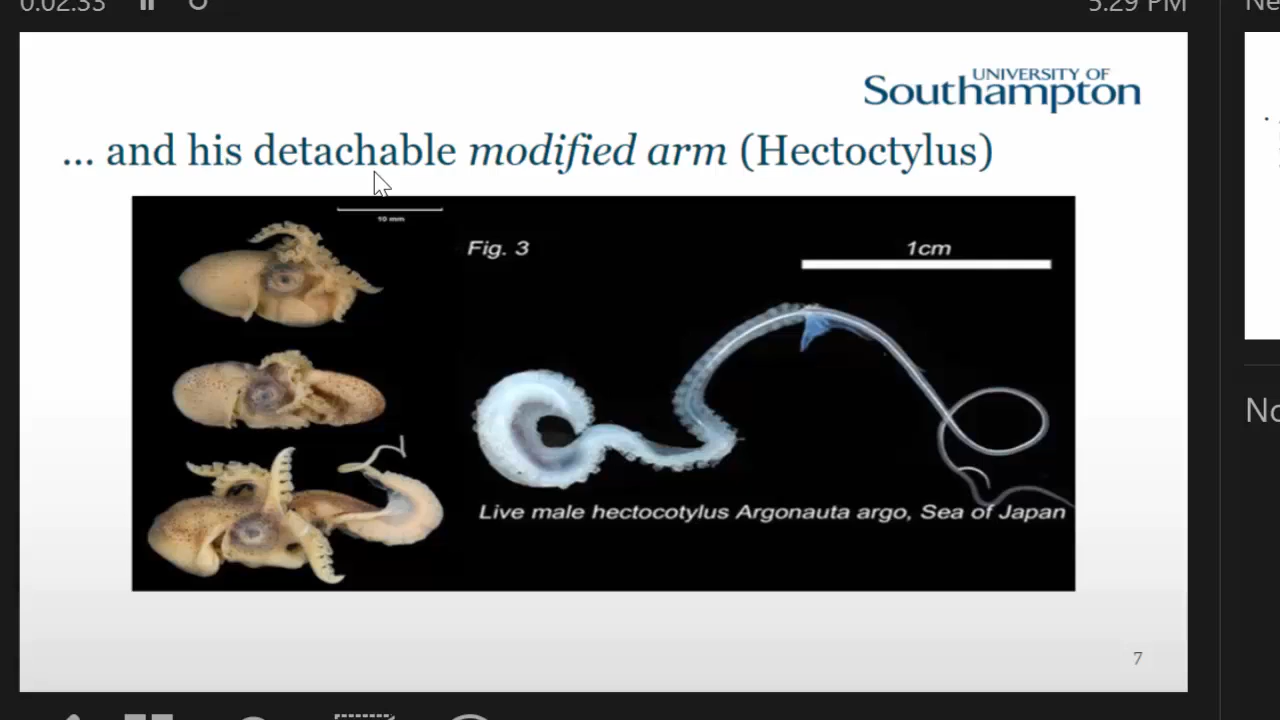 0:02:33
5:29 PM
Ne
UNIVERSITY OF
Southampton
... and his detachable modified arm (Hectoctylus)
10 mm
Fig. 3
1cm
Live male hectocotylus Argonauta argo, Sea of Japan
No
7